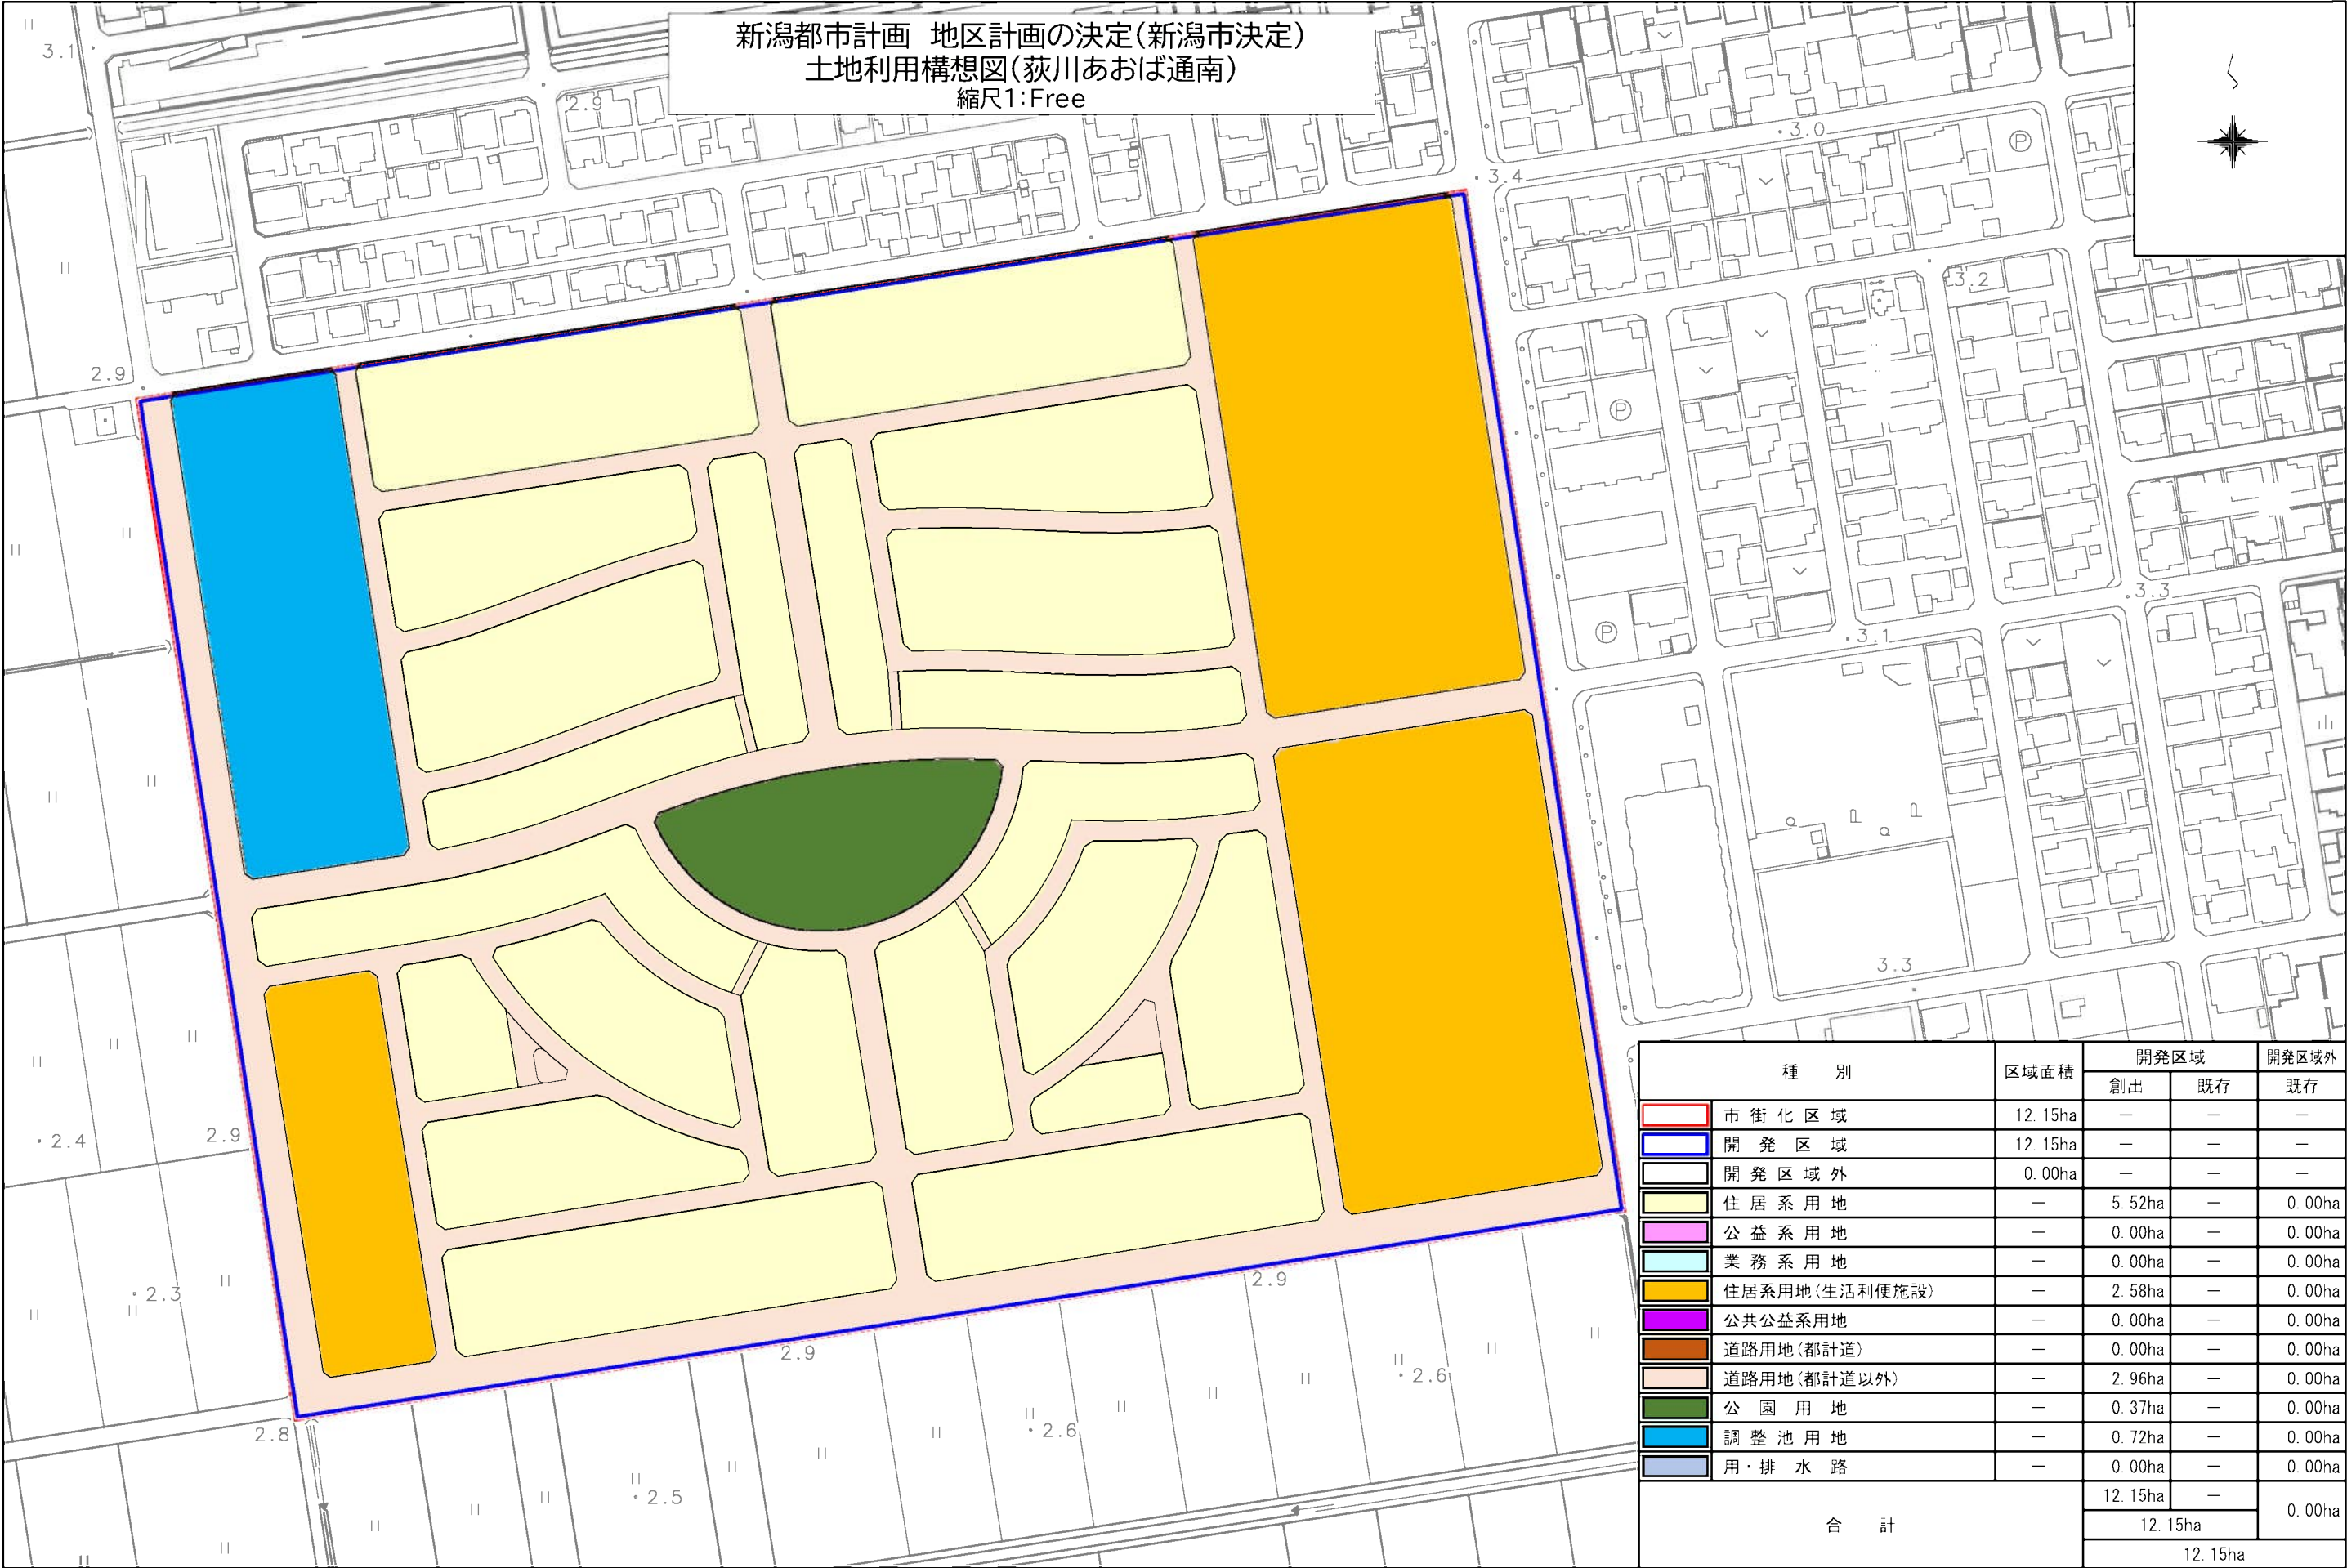 新潟都市計画 地区計画の決定(新潟市決定)
土地利用構想図(荻川あおば通南)
縮尺1:Free
3.1
2.9
3.0
P
3.4
3.2
2.9
P
3.3
P
3.1
3.3
2.4
2.9
2.3
2.9
2.9
2.6
2.6
2.8
2.5
種 別 区域面積 開発区域 開発区域外
創出 既存 既存
市街化区域 12.15ha － － －
開発区域 12.15ha － － －
開発区域外 0.00ha － － －
住居系用地 － 5.52ha － 0.00ha
公益系用地 － 0.00ha － 0.00ha
業務系用地 － 0.00ha － 0.00ha
住居系用地(生活利便施設) － 2.58ha － 0.00ha
公共公益系用地 － 0.00ha － 0.00ha
道路用地(都計道) － 0.00ha － 0.00ha
道路用地(都計道以外) － 2.96ha － 0.00ha
公園用地 － 0.37ha － 0.00ha
調整池用地 － 0.72ha － 0.00ha
用・排水路 － 0.00ha － 0.00ha
合 計 12.15ha － 0.00ha
12.15ha
12.15ha